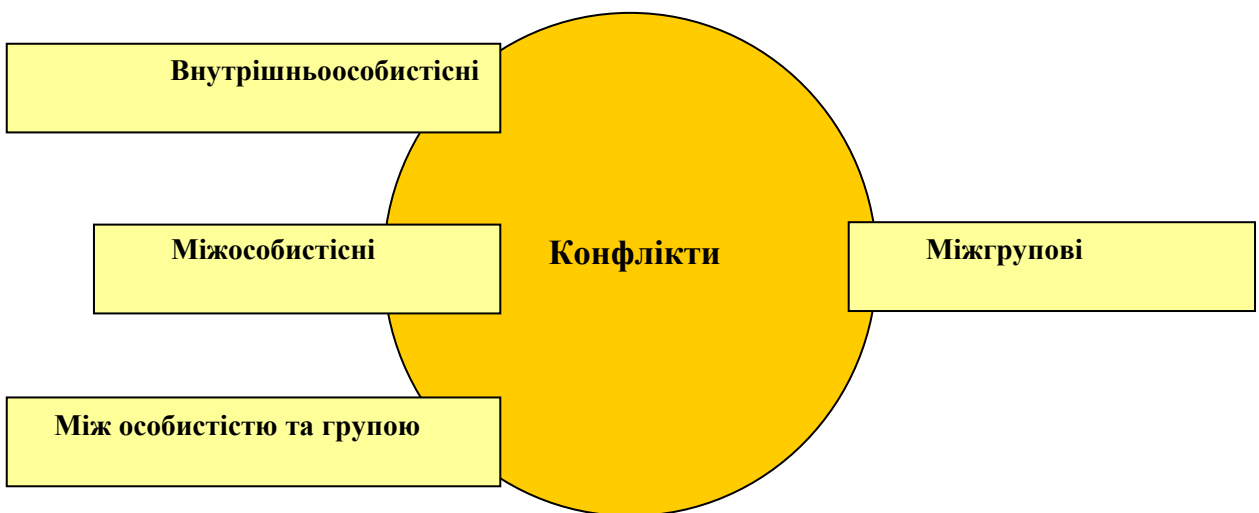 Внутрішньоособистісні
Міжособистісні
Конфлікти
Міжгрупові
Між особистістю та групою